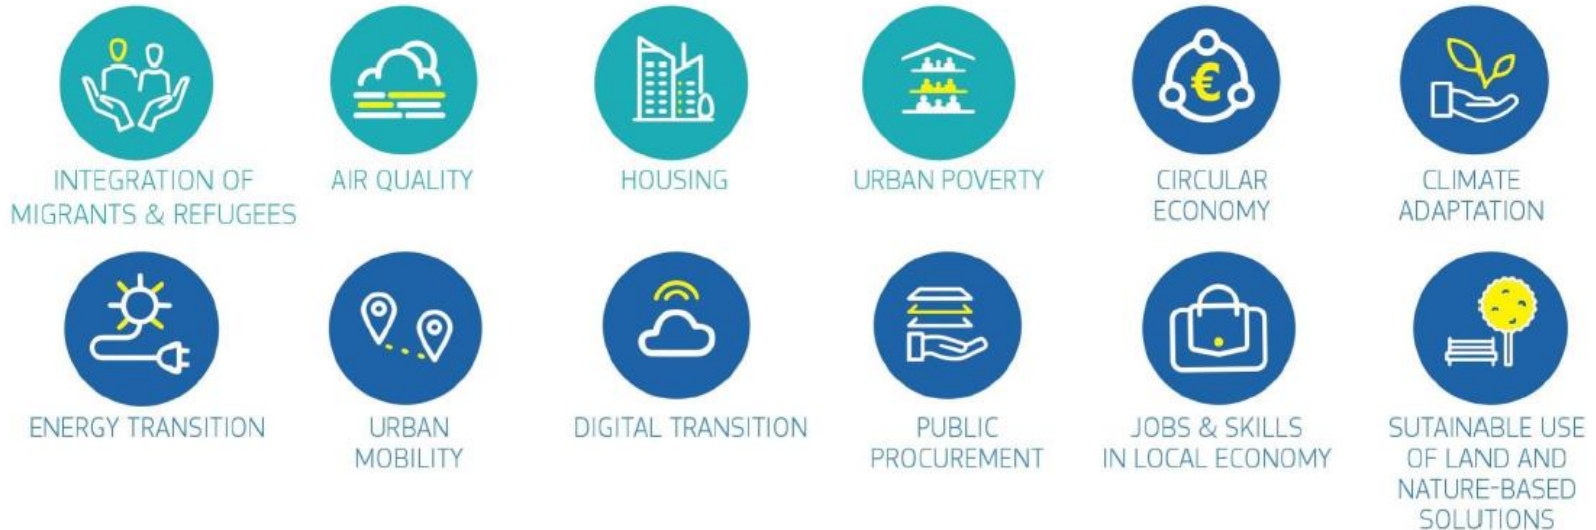 INTEGRATION OF
MIGRANTS & REFUGEES
AIR QUALITY
HOUSING
URBAN POVERTY
€
CIRCULAR
ECONOMY
CLIMATE
ADAPTATION
ENERGY TRANSITION
URBAN
MOBILITY
DIGITAL TRANSITION
PUBLIC
PROCUREMENT
JOBS & SKILLS
IN LOCAL ECONOMY
SUTAINABLE USE
OF LAND AND
NATURE-BASED
SOLUTIONS